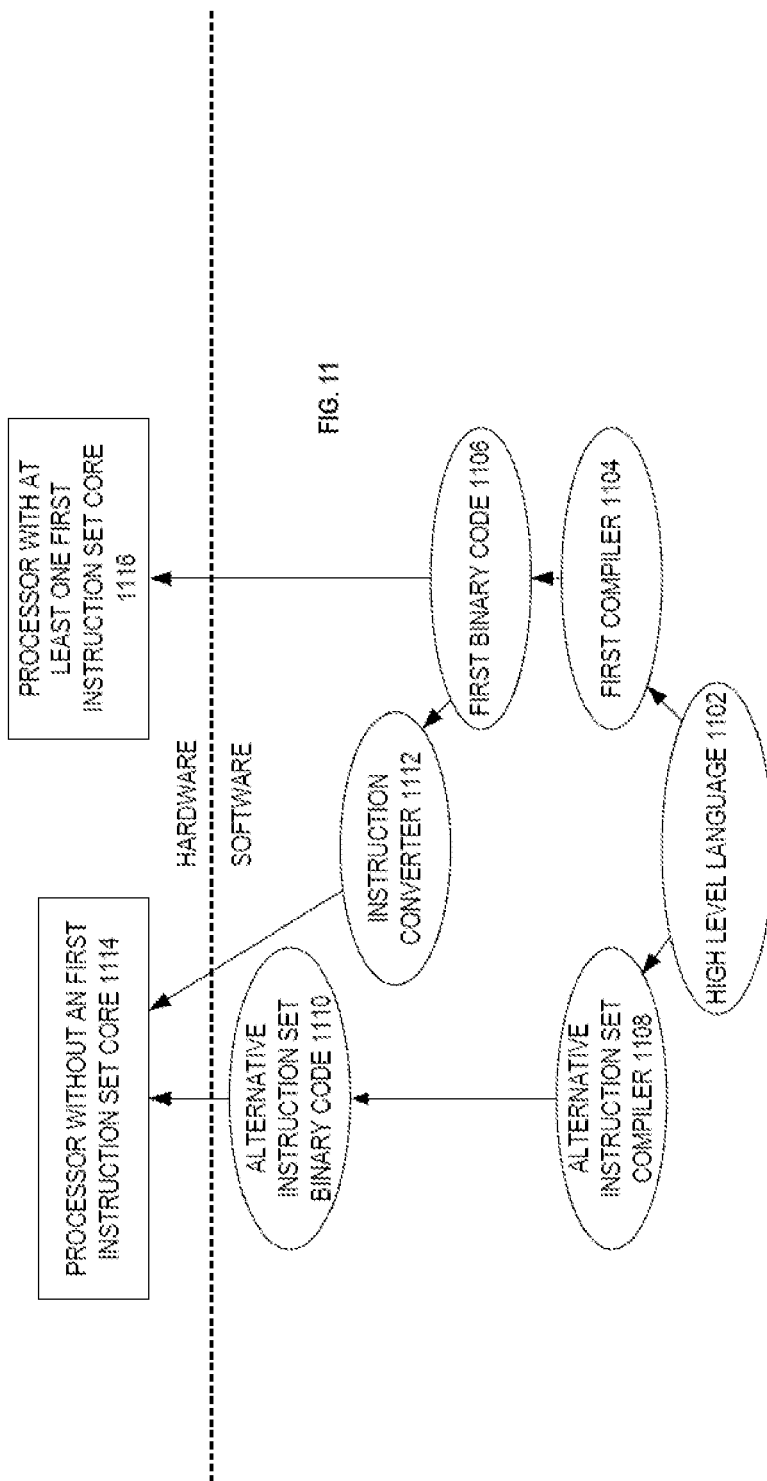 PROCESSOR WITHOUT AN FIRST
INSTRUCTION SET CORE 1114
PROCESSOR WITH AT
LEAST ONE FIRST
INSTRUCTION SET CORE
1116
HARDWARE
SOFTWARE
ALTERNATIVE
INSTRUCTION SET
BINARY CODE 1110
INSTRUCTION
CONVERTER 1112
FIG. 11
FIRST BINARY CODE 1106
ALTERNATIVE
INSTRUCTION SET
COMPILER 1108
FIRST COMPILER 1104
HIGH LEVEL LANGUAGE 1102